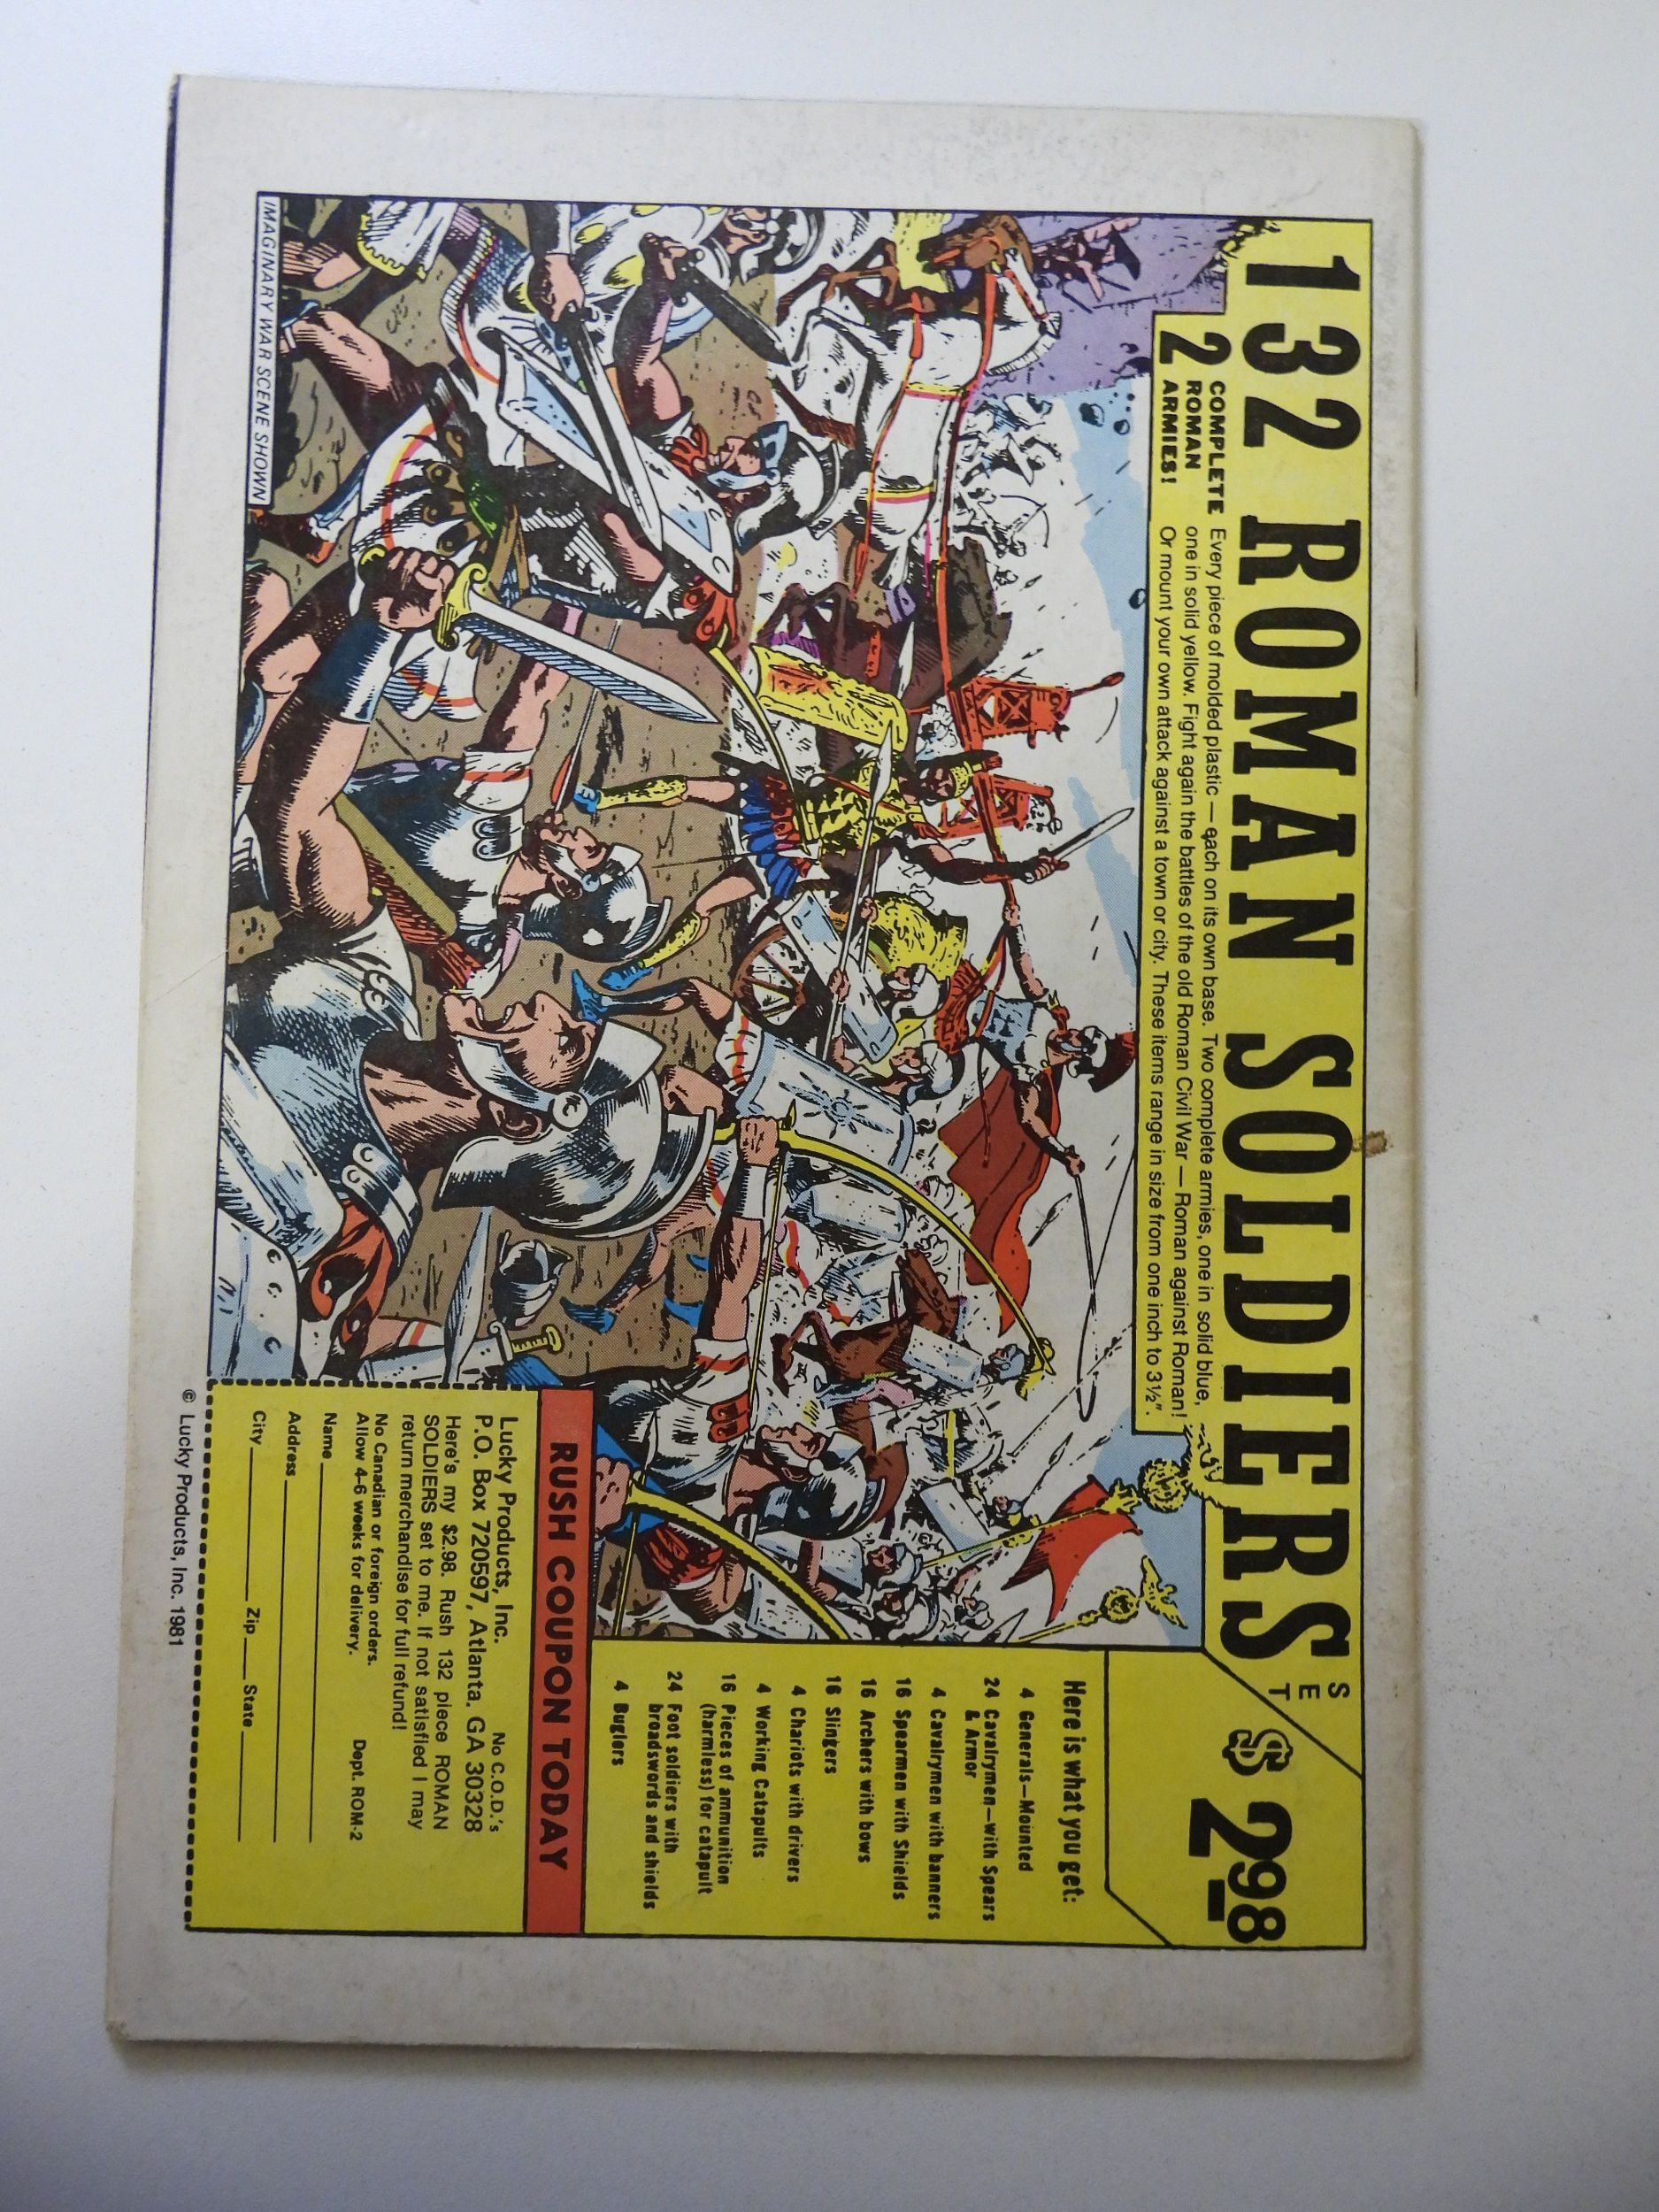 132 ROMAN SOLDIERS SET
$2.98
2 COMPLETE ROMAN ARMIES!
Every piece of molded plastic — each on its own base. Two complete armies, one in solid blue,
one in solid yellow. Fight again the battles of the old Roman Civil War — Roman against Roman!
Or mount your own attack against a town or city. These items range in size from one inch to 3½".
Here is what you get:
4 Generals—Mounted
24 Cavalrymen—with Spears
& Armor
4 Cavalrymen with banners
16 Spearmen with Shields
16 Archers with bows
16 Slingers
4 Chariots with drivers
4 Working Catapults
16 Pieces of ammunition
(harmless) for catapult
24 Foot soldiers with
broadswords and shields
4 Buglers
IMAGINARY WAR SCENE SHOWN
RUSH COUPON TODAY
Lucky Products, Inc. No C.O.D.'s
P.O. Box 720597, Atlanta. GA 30328
Here's my $2.98. Rush 132 piece ROMAN
SOLDIERS set to me. If not satisfied I may
return merchandise for full refund!
No Canadian or foreign orders.
Allow 4-6 weeks for delivery. Dept. ROM-2
Name
Address
City Zip State
© Lucky Products, Inc. 1981